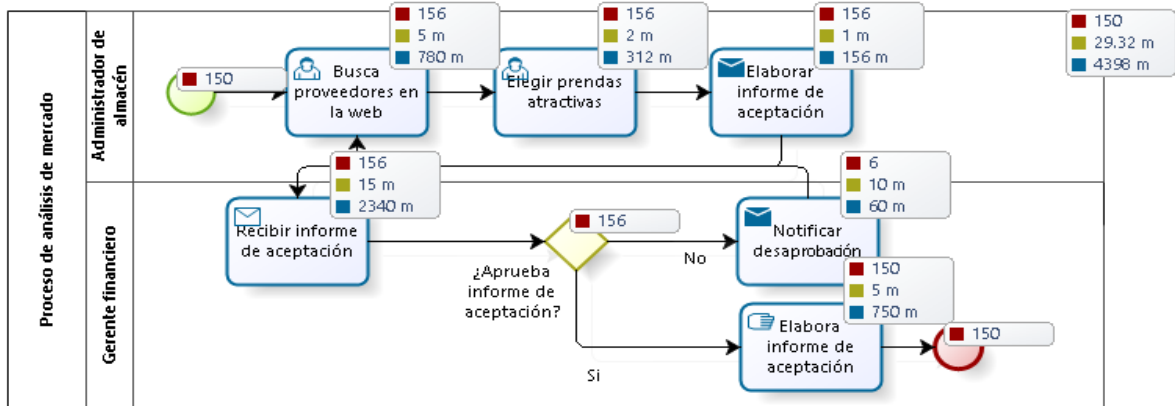 Proceso de análisis de mercado
Administrador de
almacén
150
Busca
proveedores en
la web
156
5 m
780 m
Elegir prendas
atractivas
156
2 m
312 m
Elaborar
informe de
aceptación
156
1 m
156 m
150
29.32 m
4398 m
Gerente financiero
Recibir informe
de aceptación
156
15 m
2340 m
¿Aprueba
informe de
aceptación?
156
No
Si
Notificar
desaprobación
6
10 m
60 m
Elabora
informe de
aceptación
150
5 m
750 m
150